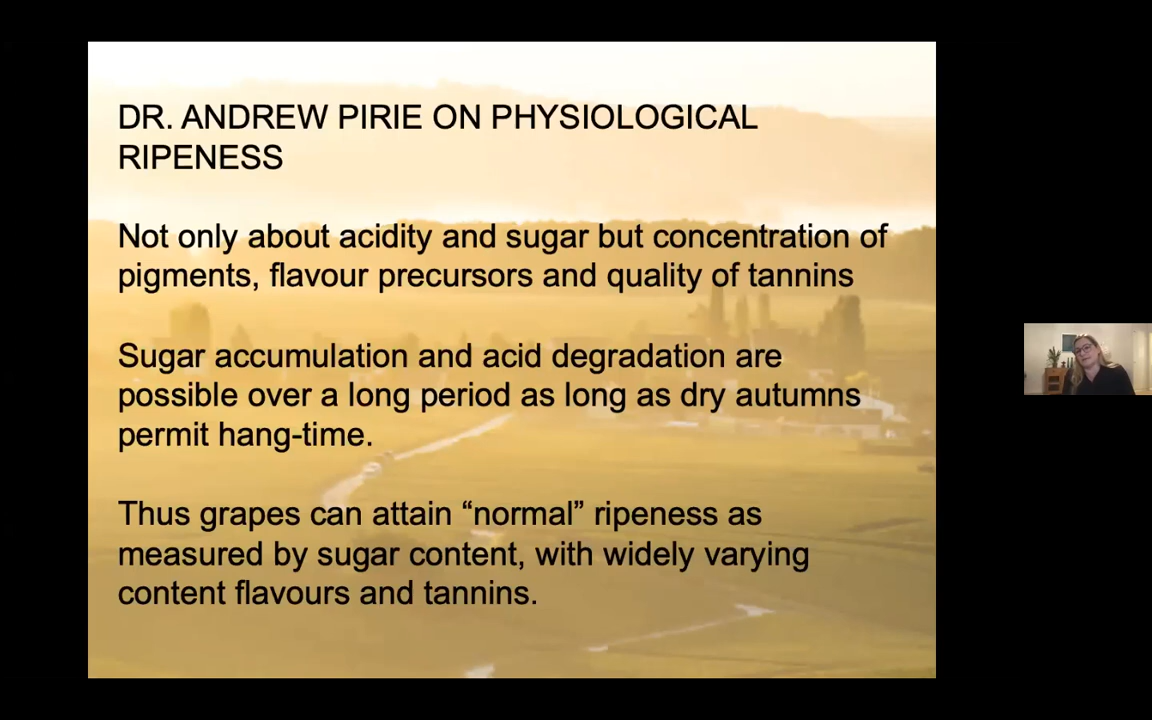 DR. ANDREW PIRIE ON PHYSIOLOGICAL
RIPENESS
Not only about acidity and sugar but concentration of
pigments, flavour precursors and quality of tannins
Sugar accumulation and acid degradation are
possible over a long period as long as dry autumns
permit hang-time.
Thus grapes can attain “normal” ripeness as
measured by sugar content, with widely varying
content flavours and tannins.